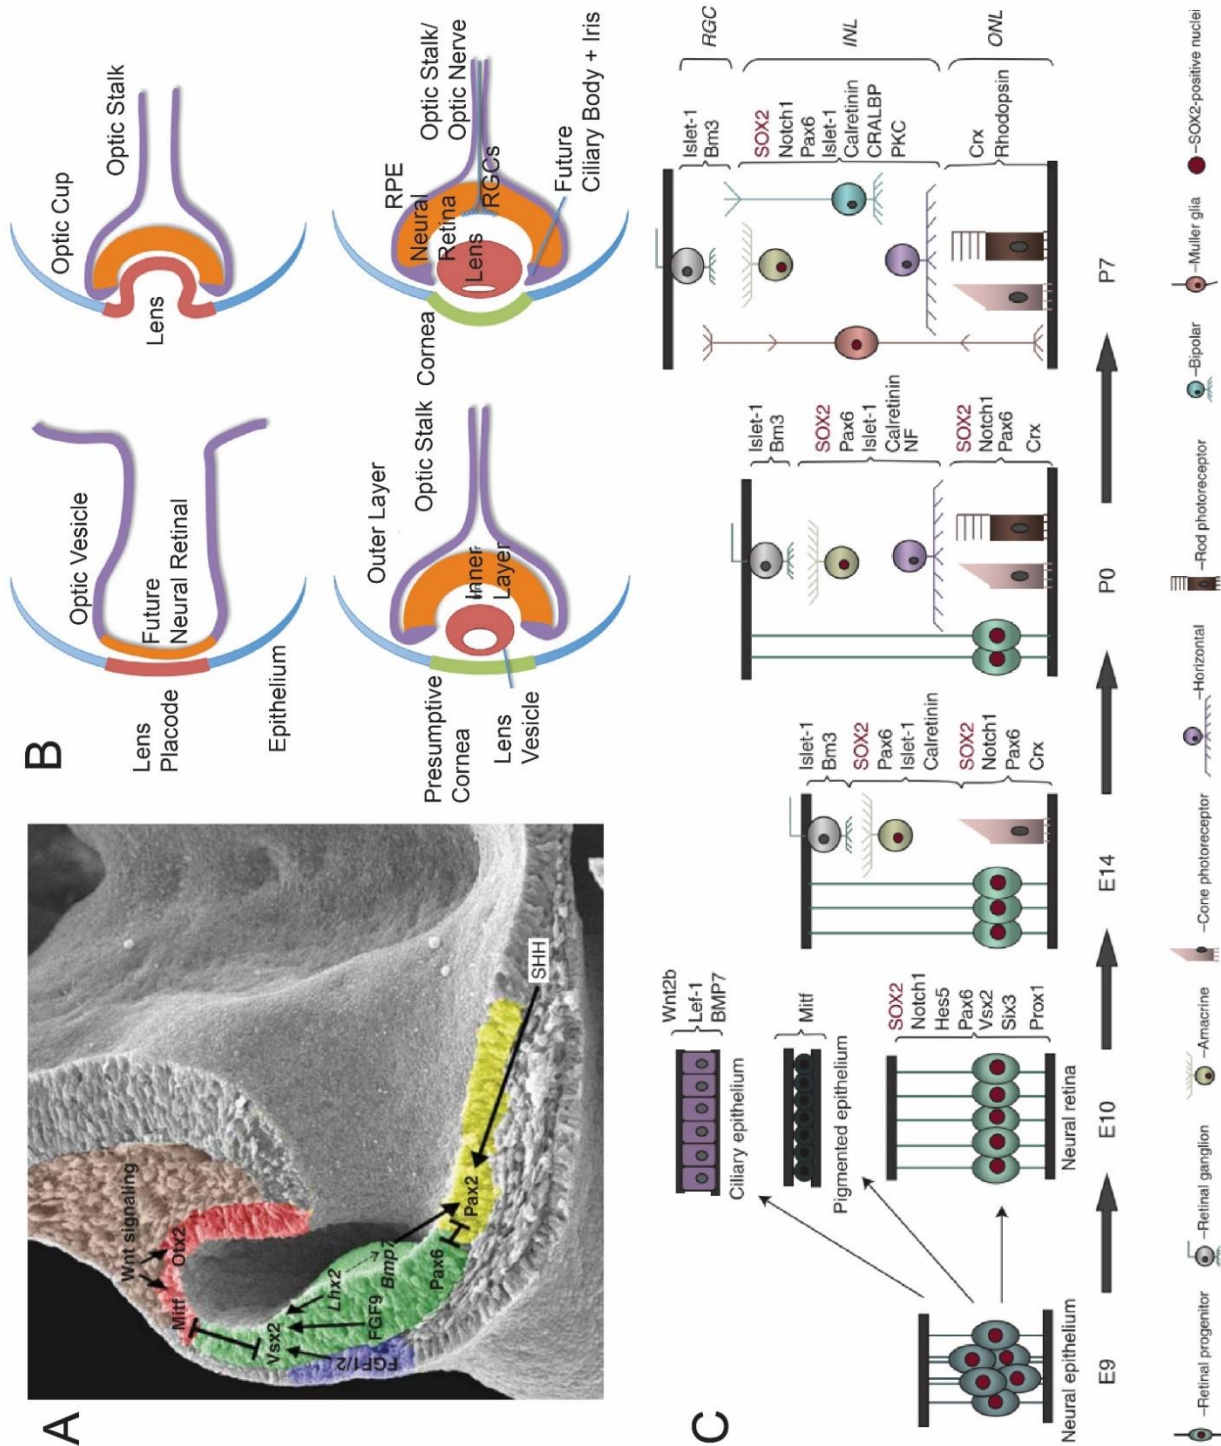 A
Wnt signaling
Mitf
Otx2
Vsx2
Lhx2
FGF9
FGF1/2
Bmp7
Pax6
Pax2
SHH
B
Lens
Placode
Optic Vesicle
Future
Neural Retinal
Epithelium
Optic Cup
Optic Stalk
Lens
Presumptive
Cornea
Outer Layer
Optic Stalk
Inner
Layer
Lens
Vesicle
Cornea
RPE
Neural
Retina
Lens
RGCs
Optic Stalk/
Optic Nerve
Future
Ciliary Body + Iris
C
Neural epithelium
Ciliary epithelium
Wnt2b
Lef-1
BMP7
Pigmented epithelium
Mitf
Neural retina
SOX2
Notch1
Hes5
Pax6
Vsx2
Six3
Prox1
Islet-1
Brn3
SOX2
Pax6
Islet-1
Calretinin
SOX2
Notch1
Pax6
Crx
Islet-1
Brn3
SOX2
Pax6
Islet-1
Calretinin
NF
SOX2
Notch1
Pax6
Crx
Islet-1
Brn3
SOX2
Notch1
Pax6
Islet-1
Calretinin
CRALBP
PKC
Crx
Rhodopsin
RGC
INL
ONL
E9
E10
E14
P0
P7
–Retinal progenitor
–Retinal ganglion
–Amacrine
–Cone photoreceptor
–Horizontal
–Rod photoreceptor
–Bipolar
–Muller glia
–SOX2-positive nuclei